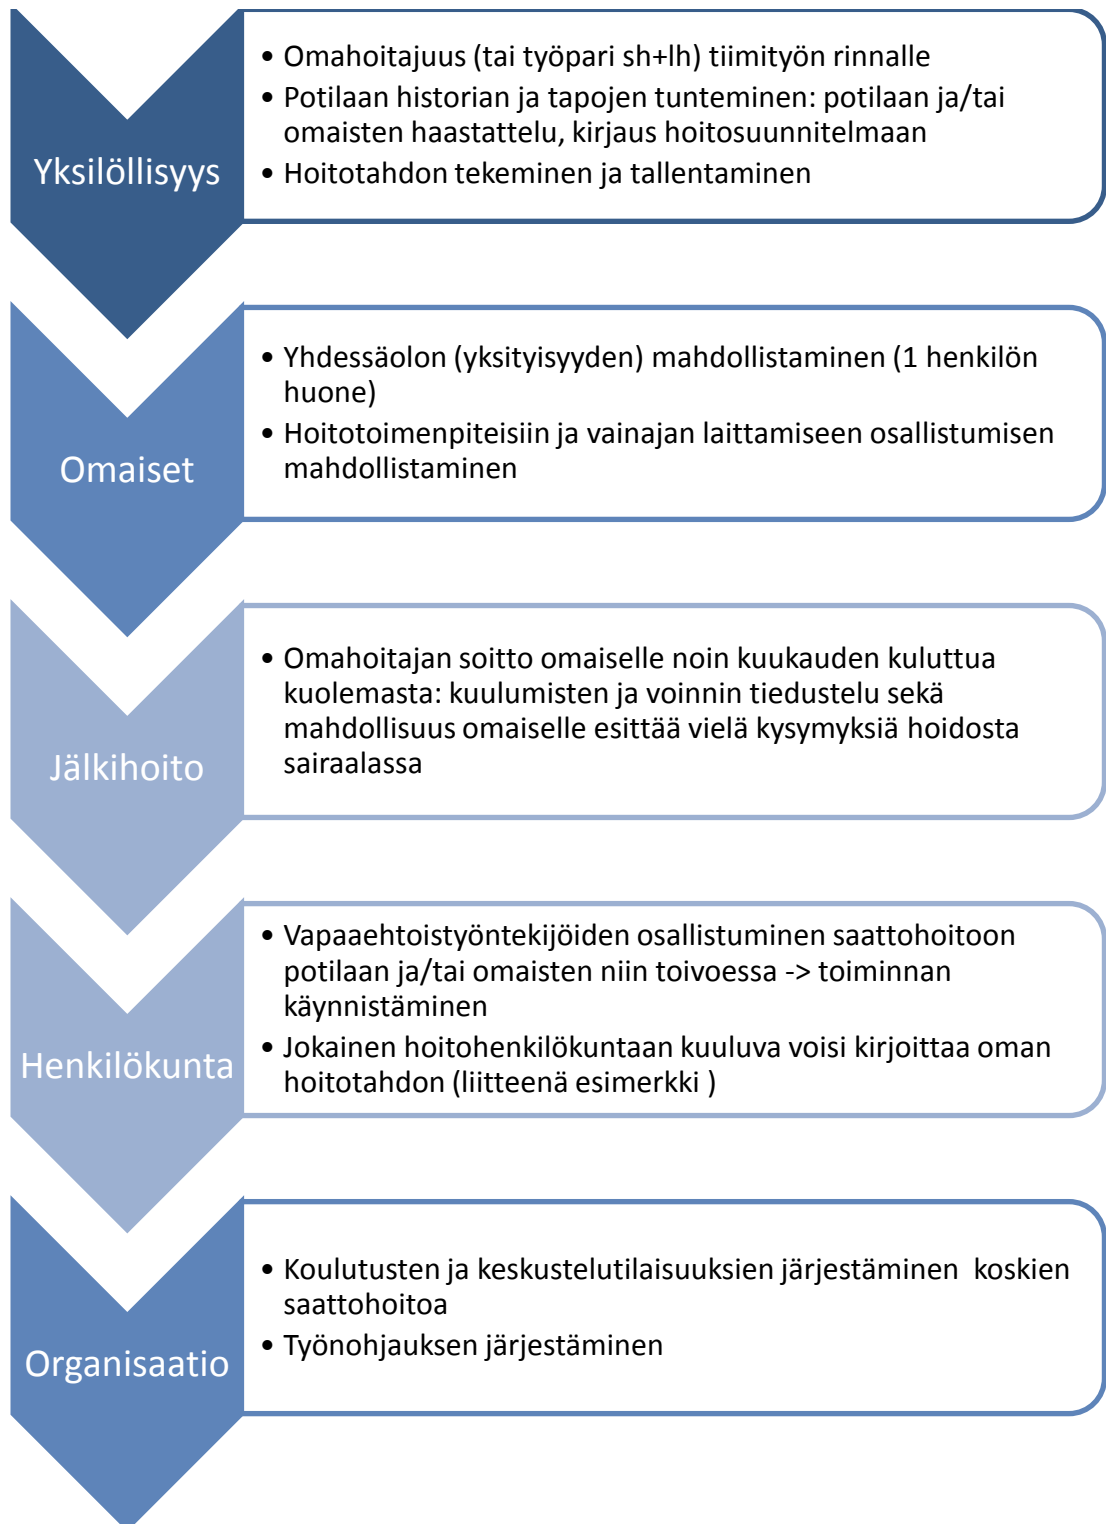 Yksilöllisyys
• Omahoitajuus (tai työpari sh+lh) tiimityön rinnalle
• Potilaan historian ja tapojen tunteminen: potilaan ja/tai
omaisten haastattelu, kirjaus hoitosuunnitelmaan
• Hoitotahdon tekeminen ja tallentaminen
Omaiset
• Yhdessäolon (yksityisyyden) mahdollistaminen (1 henkilön
huone)
• Hoitotoimenpiteisiin ja vainajan laittamiseen osallistumisen
mahdollistaminen
Jälkihoito
• Omahoitajan soitto omaiselle noin kuukauden kuluttua
kuolemasta: kuulumisten ja voinnin tiedustelu sekä
mahdollisuus omaiselle esittää vielä kysymyksiä hoidosta
sairaalassa
Henkilökunta
• Vapaaehtoistyöntekijöiden osallistuminen saattohoitoon
potilaan ja/tai omaisten niin toivoessa -> toiminnan
käynnistäminen
• Jokainen hoitohenkilökuntaan kuuluva voisi kirjoittaa oman
hoitotahdon (liitteenä esimerkki )
Organisaatio
• Koulutusten ja keskustelutilaisuuksien järjestäminen  koskien
saattohoitoa
• Työnohjauksen järjestäminen